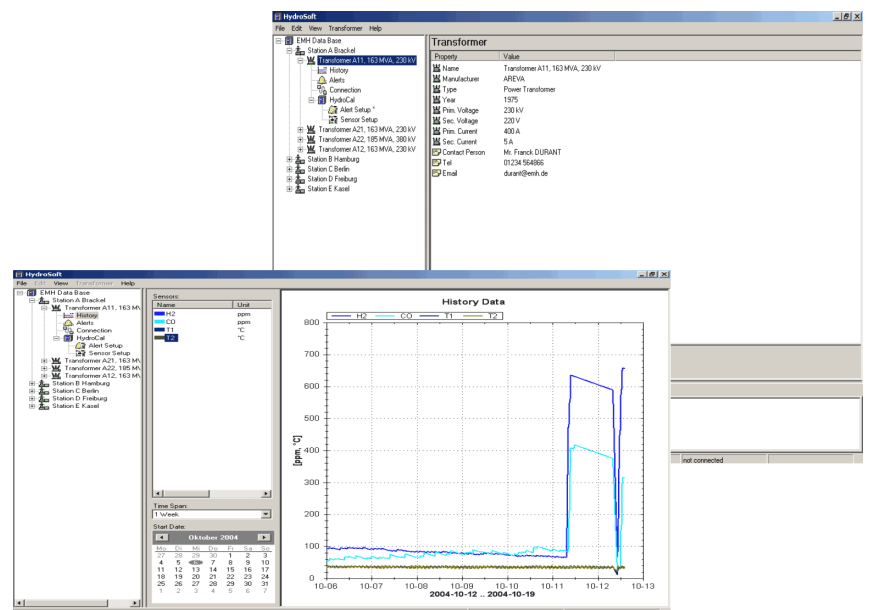 HydroSoft
File Edit View Transformer Help
EMH Data Base
Station A Brackel
Transformer A11, 163 MVA, 230 kV
History
Alerts
Connection
HydroCal
Alert Setup *
Sensor Setup
Transformer A21, 163 MVA, 230 kV
Transformer A22, 185 MVA, 380 kV
Transformer A12, 163 MVA, 230 kV
Station B Hamburg
Station C Berlin
Station D Freiburg
Station E Kasel
Transformer
Property Value
Name Transformer A11, 163 MVA, 230 kV
Manufacturer AREVA
Type Power Transformer
Year 1975
Prim. Voltage 230 kV
Sec. Voltage 220 V
Prim. Current 400 A
Sec. Current 5 A
Contact Person Mr. Franck DURANT
Tel 01234 564866
Email durant@emh.de
not connected
HydroSoft
File Edit View Transformer Help
EMH Data Base
Station A Brackel
Transformer A11, 163 M
History
Alerts
Connection
HydroCal
Alert Setup
Sensor Setup
Transformer A21, 163 M
Transformer A22, 185 M
Transformer A12, 163 M
Station B Hamburg
Station C Berlin
Station D Freiburg
Station E Kasel
Sensors:
Name Unit
H2 ppm
CO ppm
T1 °C
T2 °C
Time Span:
1 Week
Start Date:
Oktober 2004
Mo Di Mi Do Fr Sa So
27 28 29 30 1 2 3
4 5 6 7 8 9 10
11 12 13 14 15 16 17
18 19 20 21 22 23 24
25 26 27 28 29 30 31
1 2 3 4 5 6 7
History Data
H2 CO T1 T2
800
700
600
500
400
300
200
100
0
[ppm, °C]
10-06 10-07 10-08 10-09 10-10 10-11 10-12 10-13
2004-10-12 .. 2004-10-19